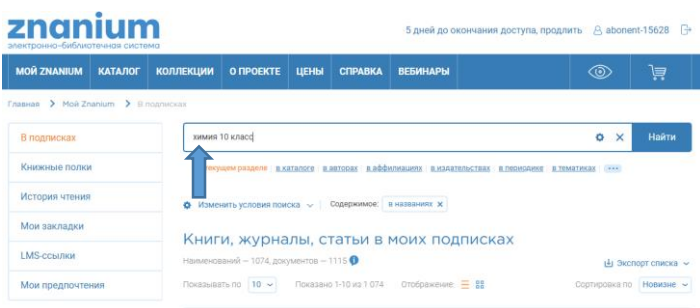 znanium
электронно-библиотечная система
5 дней до окончания доступа, продлить abonent-15628
МОЙ ZNANIUM КАТАЛОГ КОЛЛЕКЦИИ О ПРОЕКТЕ ЦЕНЫ СПРАВКА ВЕБИНАРЫ
Главная > Мой Znanium > В подписках
В подписках
химия 10 класс
Найти
Книжные полки
текущем разделе в каталоге в авторах в аффилиациях в издательствах в периодике в тематиках
История чтения
Изменить условия поиска Содержимое: в названиях X
Мои закладки
Книги, журналы, статьи в моих подписках
LMS-ссылки
Наименований – 1074, документов – 1115
Экспорт списка
Мои предпочтения
Показывать по 10 Показано 1-10 из 1 074 Отображение: Сортировка по Новизне